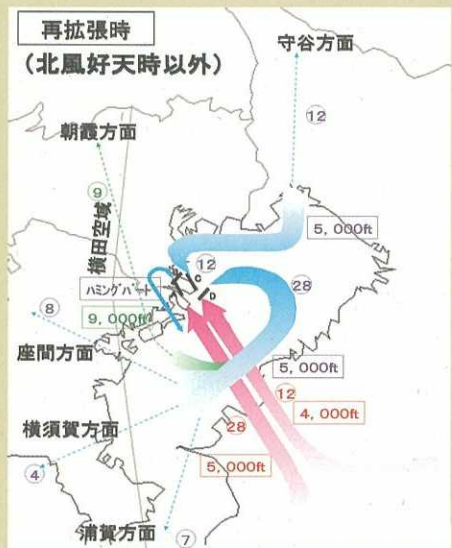 再拡張時
(北風好天時以外)
守谷方面
⑫
朝霞方面
⑨
横田空域
5,000ft
⑫
C
D
㉘
ハミングバード
9,000ft
⑧
座間方面
5,000ft
⑫
4,000ft
横須賀方面
㉘
5,000ft
④
浦賀方面
⑦